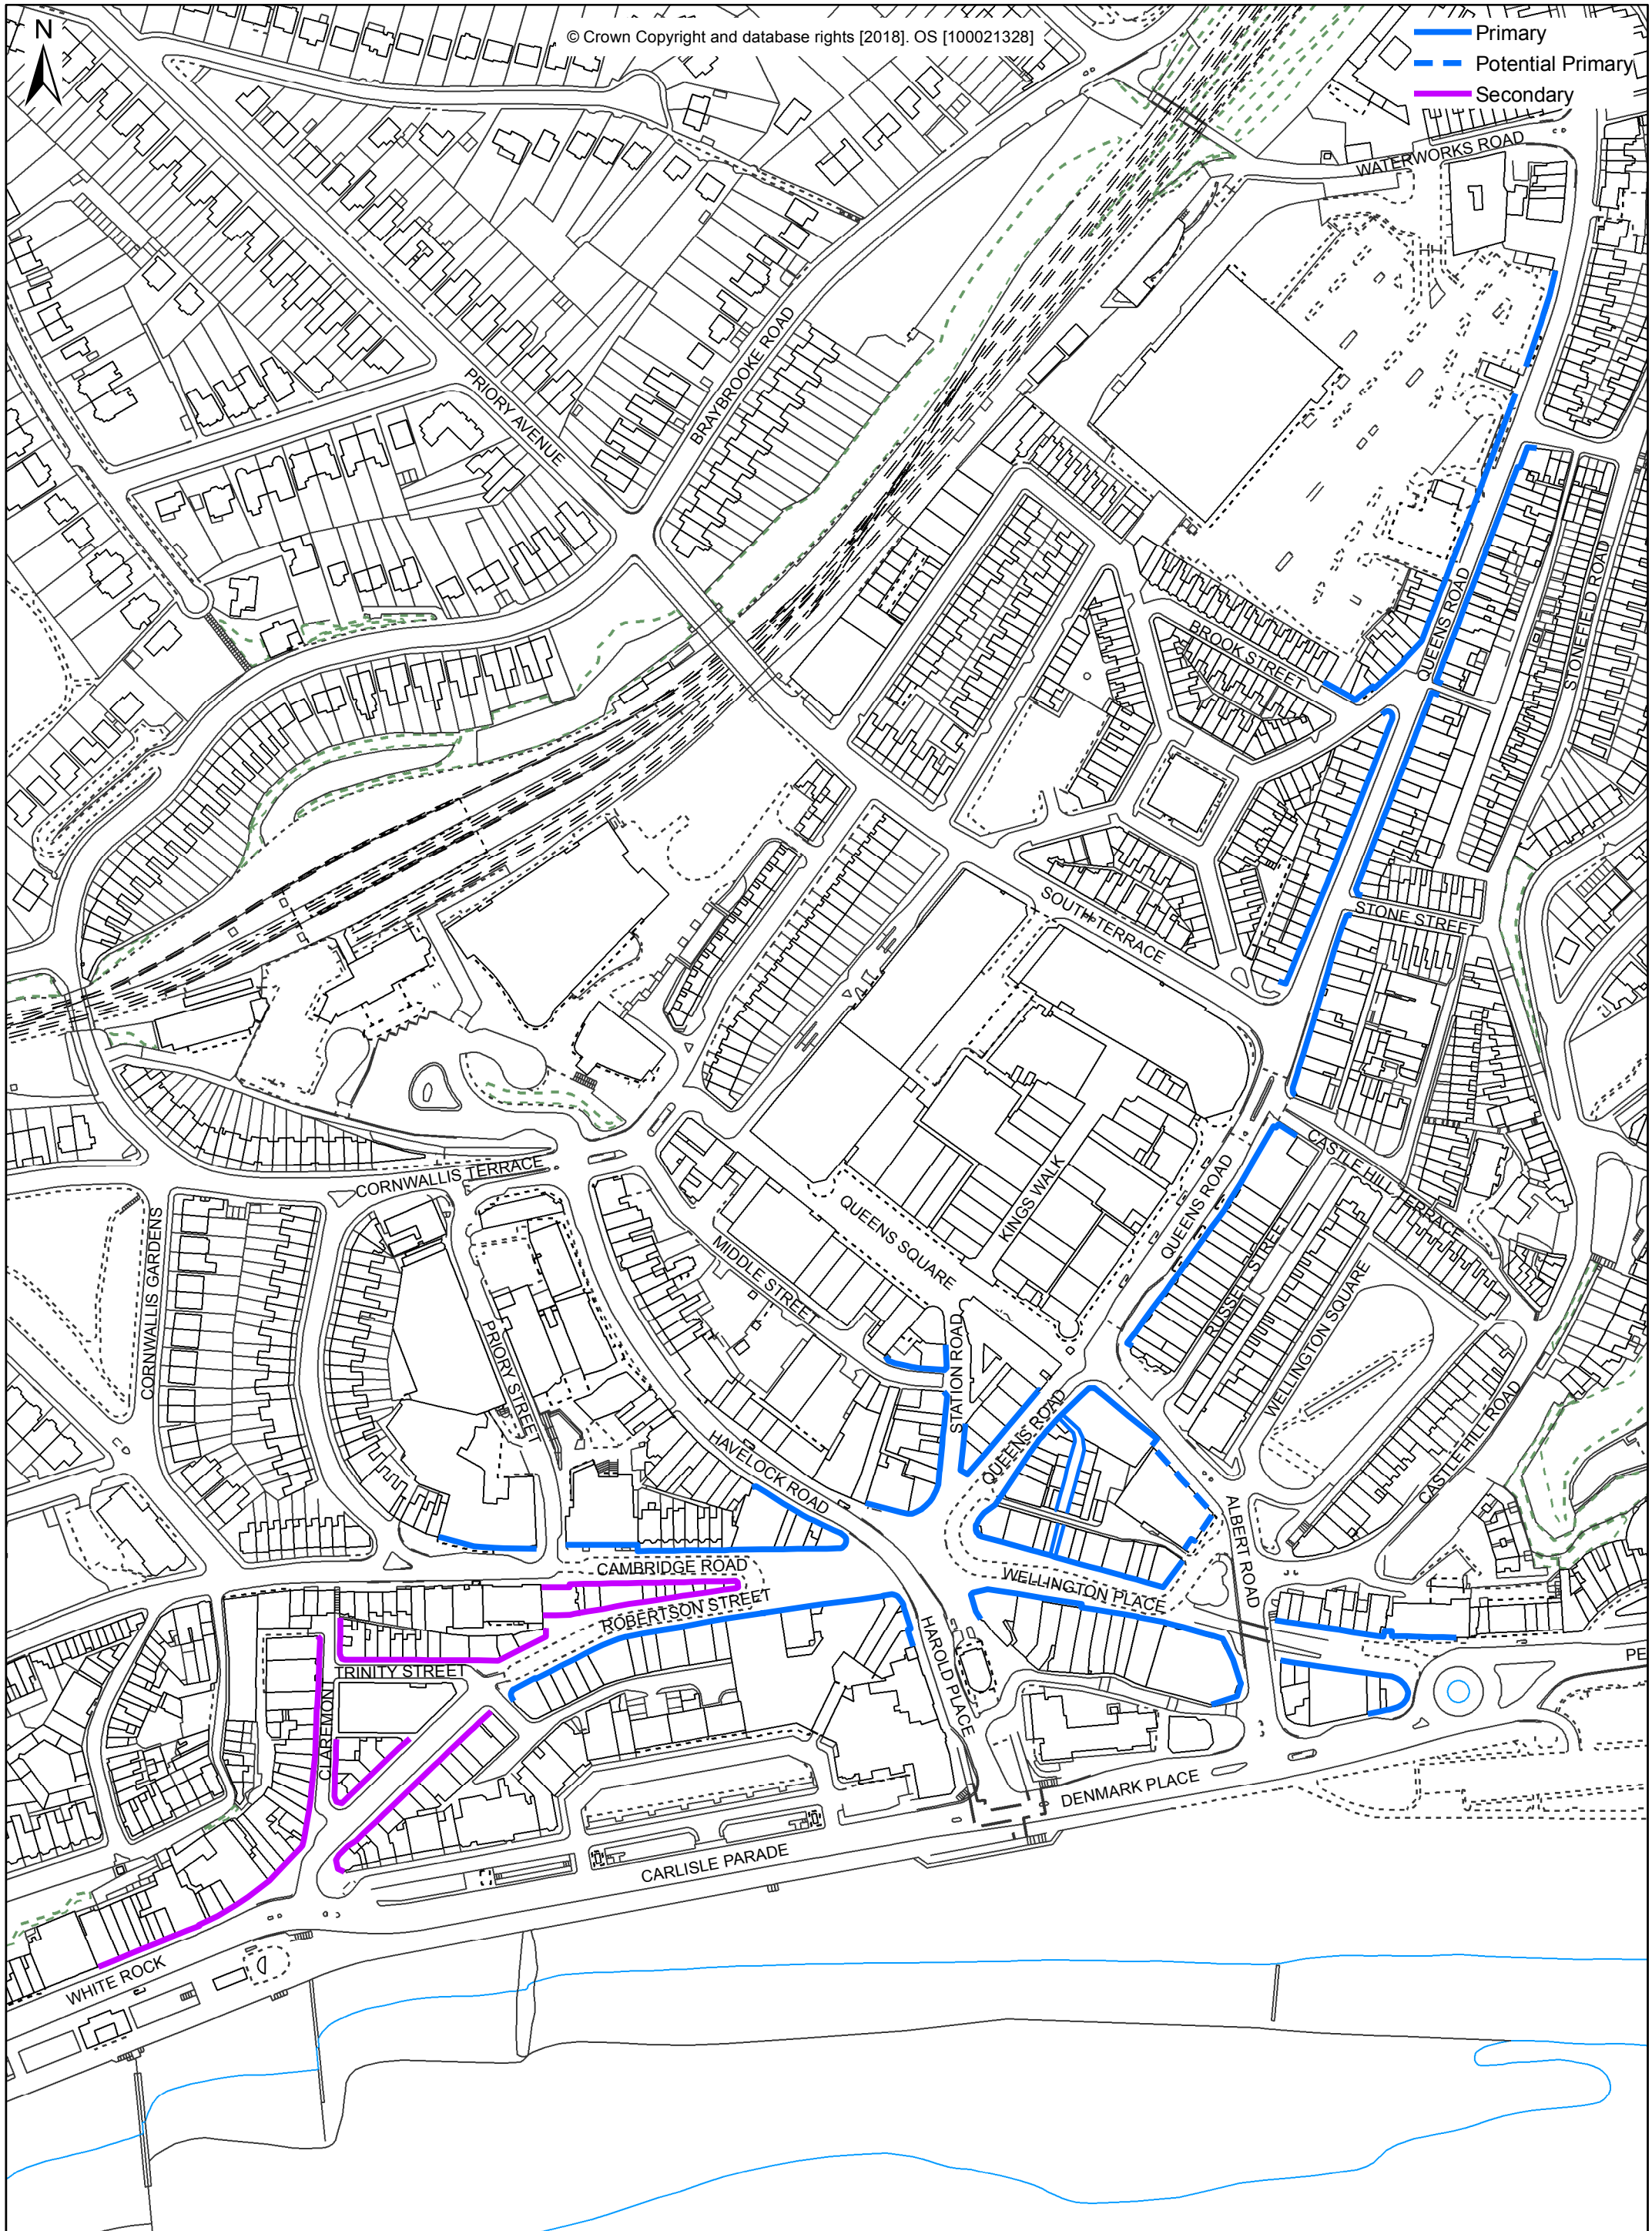 N
© Crown Copyright and database rights [2018]. OS [100021328]
Primary
Potential Primary
Secondary
WATERWORKS ROAD
BRAYBROOKE ROAD
PRIORY AVENUE
QUEENS ROAD
STONEFIELD ROAD
BROOK STREET
STONE STREET
SOUTH TERRACE
CASTLE HILL TERRACE
CORNWALLIS TERRACE
QUEENS ROAD
KINGS WALK
QUEENS SQUARE
CORNWALLIS GARDENS
MIDDLE STREET
RUSSELL STREET
WELLINGTON SQUARE
PRIORY STREET
STATION ROAD
CASTLE HILL ROAD
QUEENS ROAD
HAVELOCK ROAD
ALBERT ROAD
CAMBRIDGE ROAD
WELLINGTON PLACE
ROBERTSON STREET
HAROLD PLACE
TRINITY STREET
PE
CLAREMON
DENMARK PLACE
CARLISLE PARADE
WHITE ROCK